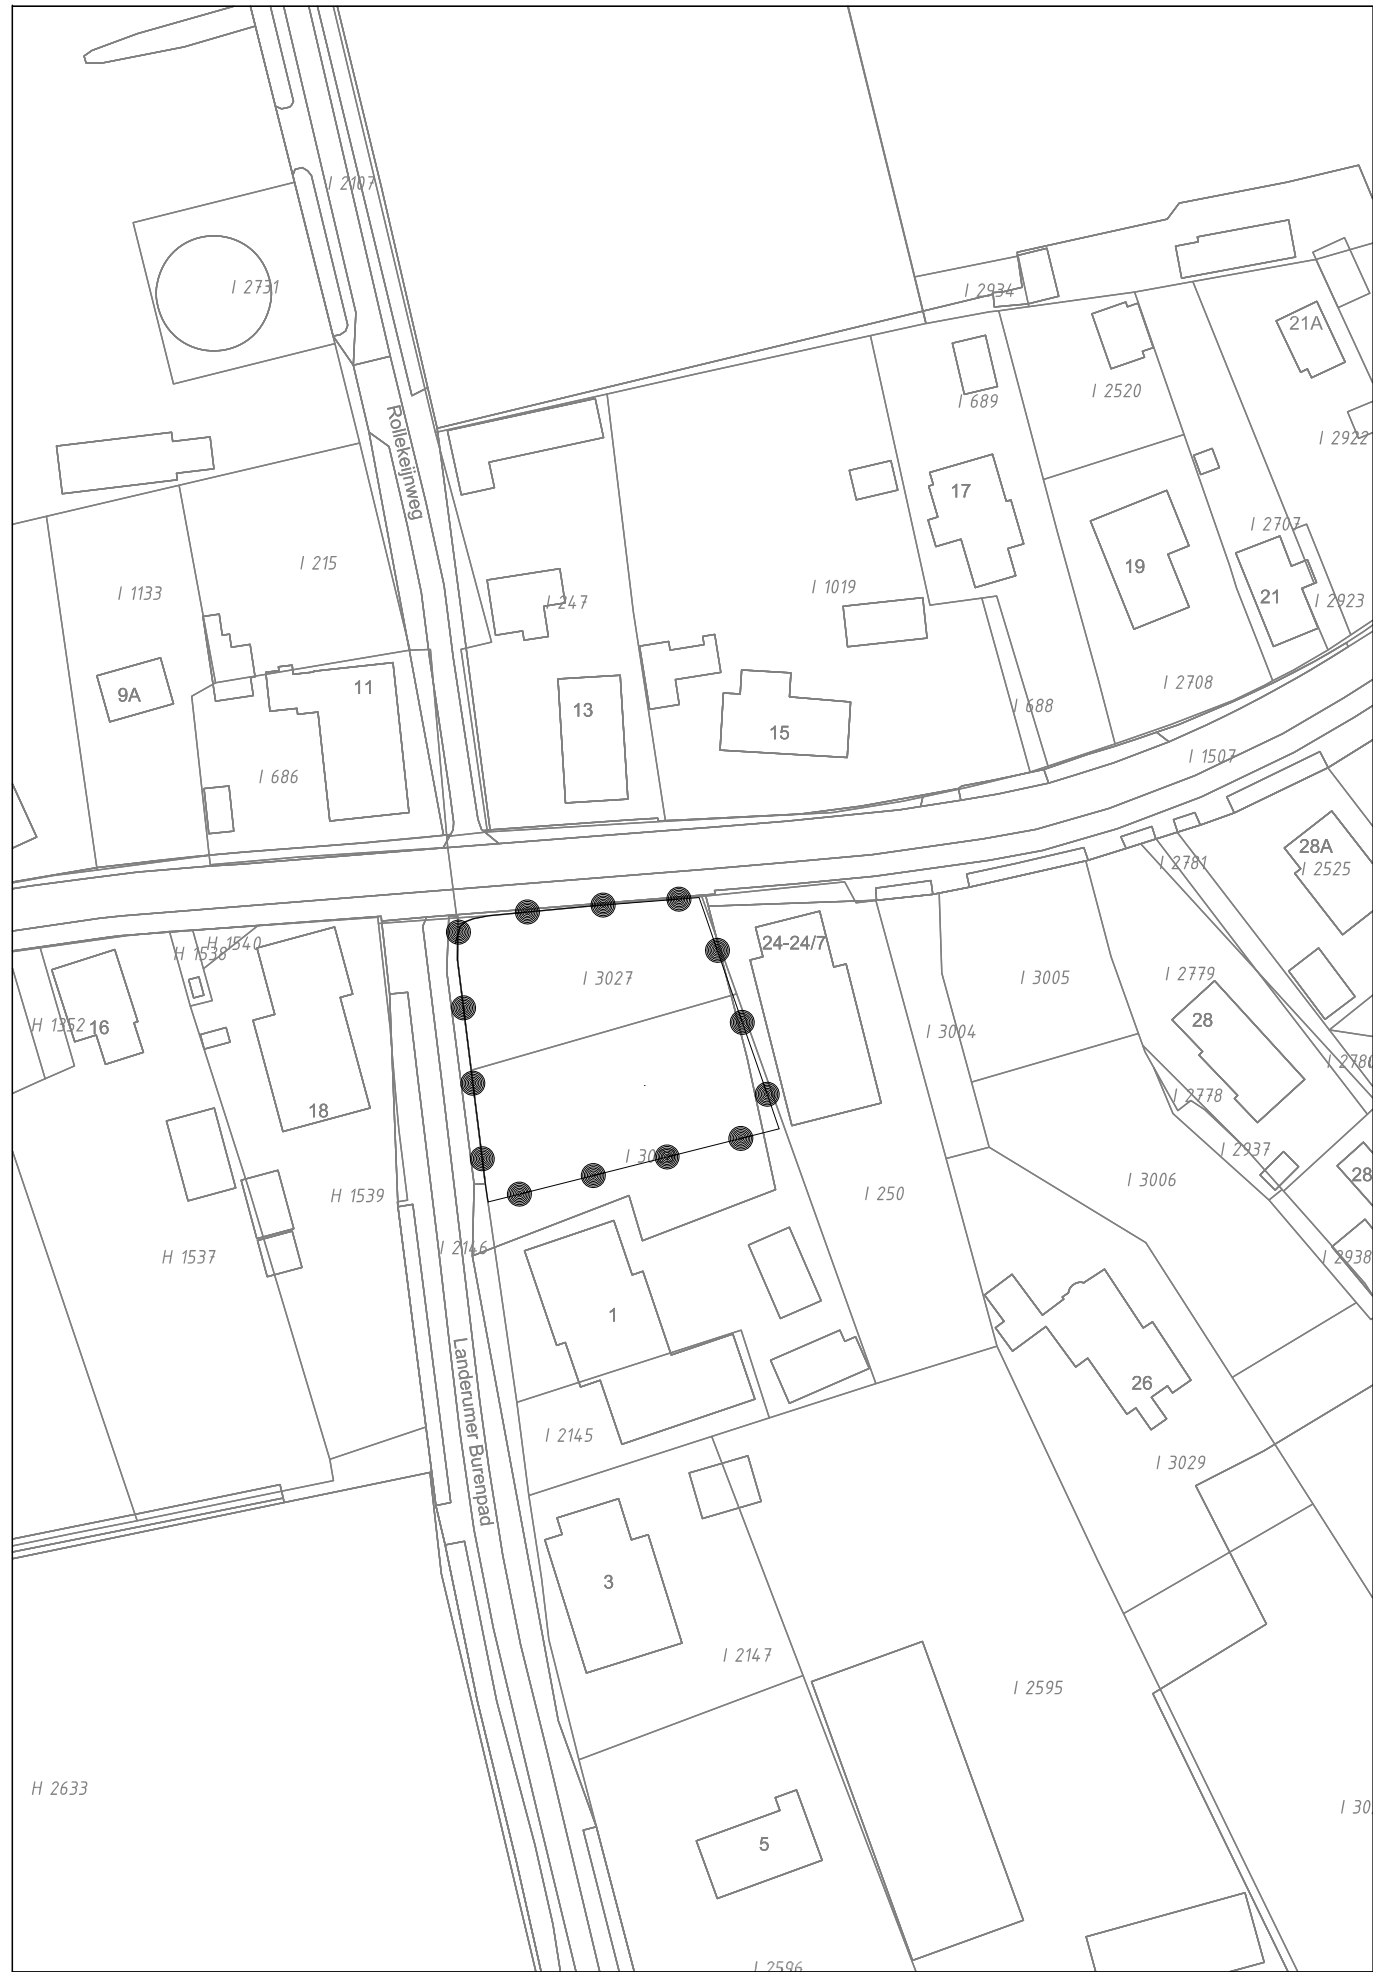 I 2107
I 2731
I 2934
21A
I 2520
I 689
I 2922
Rollekeijnweg
17
I 2707
I 215
19
I 1133
I 1019
21
I 2923
I 247
11
I 2708
9A
I 688
13
15
I 1507
I 686
28A
I 2781
I 2525
24-24/7
H 1540
H 1538
I 3027
I 3005
I 2779
28
H 1352
16
I 3004
I 2780
I 2778
18
I 2937
28
I 3006
H 1539
I 250
I 2146
H 1537
I 2938
1
Landerumer Burenpad
26
I 2145
I 3029
3
I 2147
I 2595
H 2633
5
I 2596